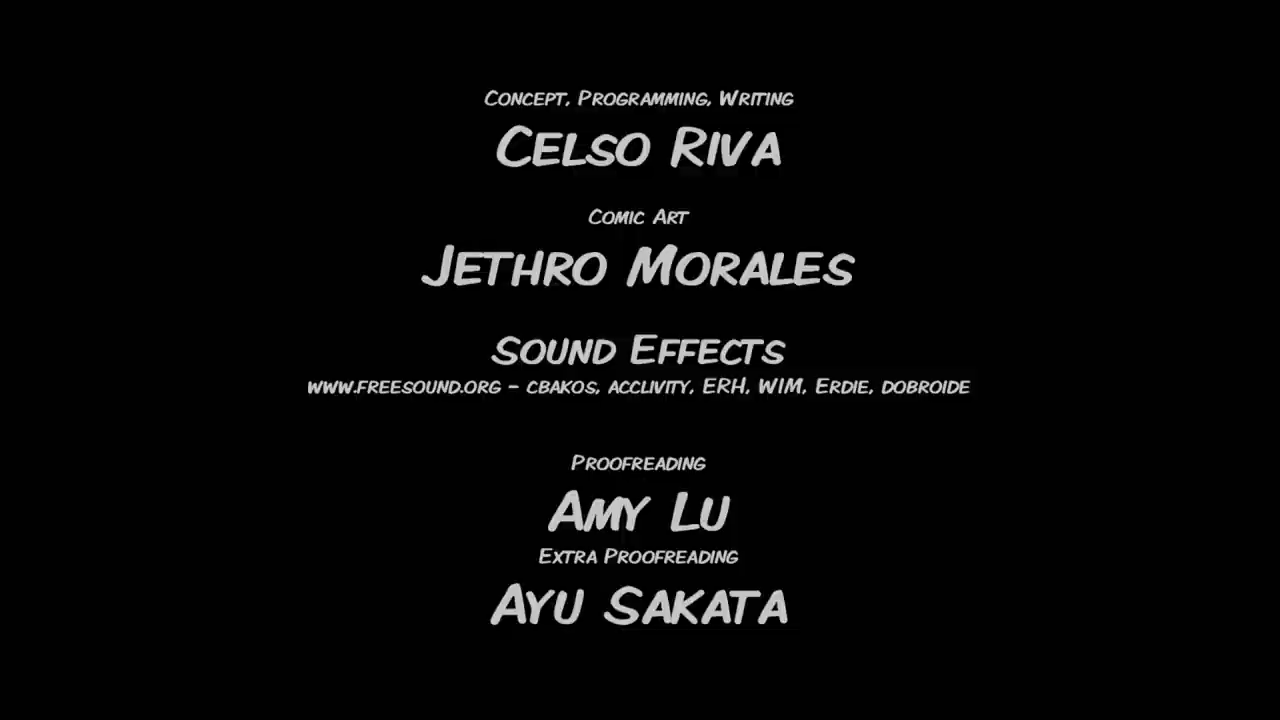 Concept, Programming, Writing
Celso Riva
Comic Art
Jethro Morales
Sound Effects
www.freesound.org - cbakos, acclivity, ERH, WIM, Erdie, dobroide
Proofreading
Amy Lu
Extra Proofreading
Ayu Sakata